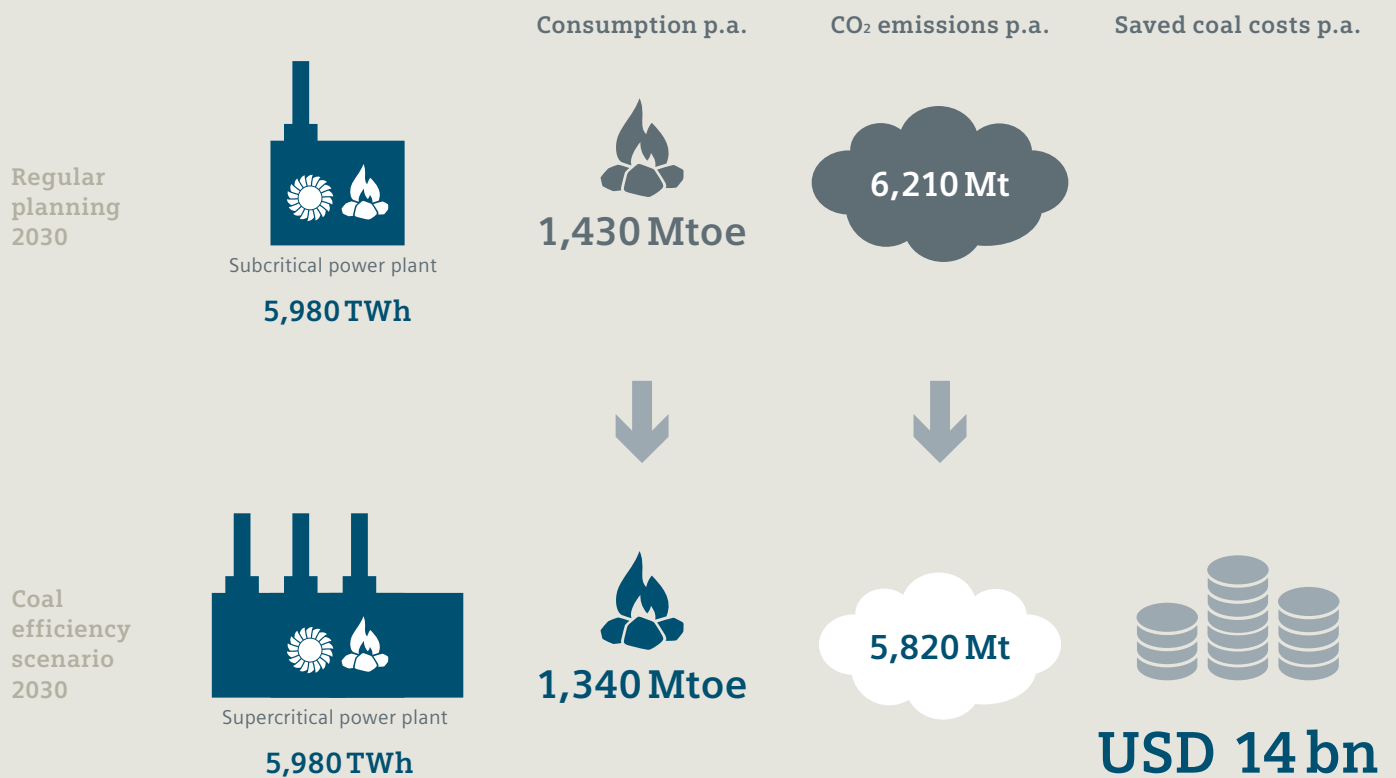 Consumption p.a.
CO₂ emissions p.a.
Saved coal costs p.a.
Regular
planning
2030
Subcritical power plant
5,980 TWh
1,430 Mtoe
6,210 Mt
Coal
efficiency
scenario
2030
Supercritical power plant
5,980 TWh
1,340 Mtoe
5,820 Mt
USD 14 bn